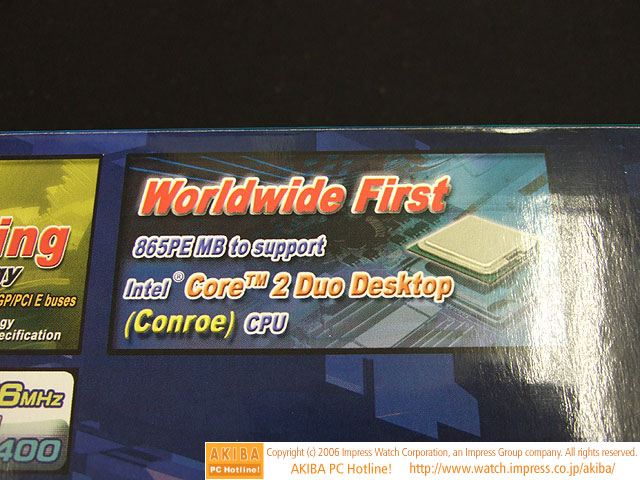 Worldwide First
865PE MB to support
Intel® Core™ 2 Duo Desktop
(Conroe) CPU
ing
gy
GP/PCI E buses
gy
pecification
6MHz
400
AKIBA
PC Hotline!
Copyright (c) 2006 Impress Watch Corporation, an Impress Group company. All rights reserved.
AKIBA PC Hotline! http://www.watch.impress.co.jp/akiba/